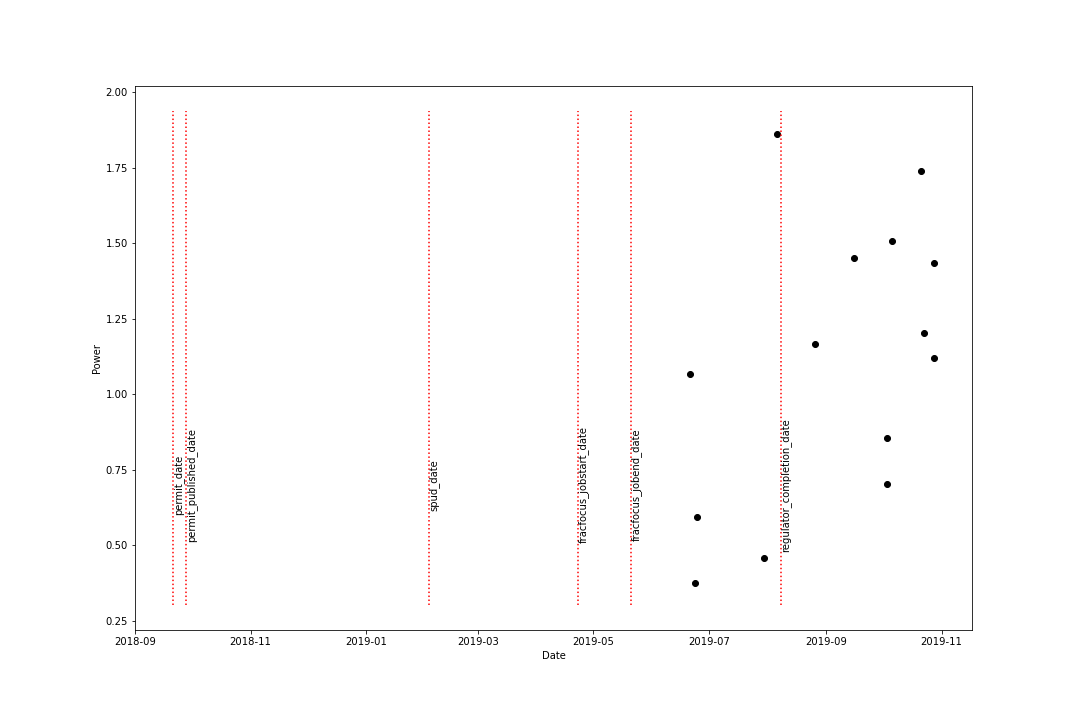 2.00
1.75
1.50
1.25
1.00
0.75
0.50
0.25
Power
permit_date
permit_published_date
spud_date
fracfocus_jobstart_date
fracfocus_jobend_date
regulator_completion_date
2018-09
2018-11
2019-01
2019-03
2019-05
2019-07
2019-09
2019-11
Date